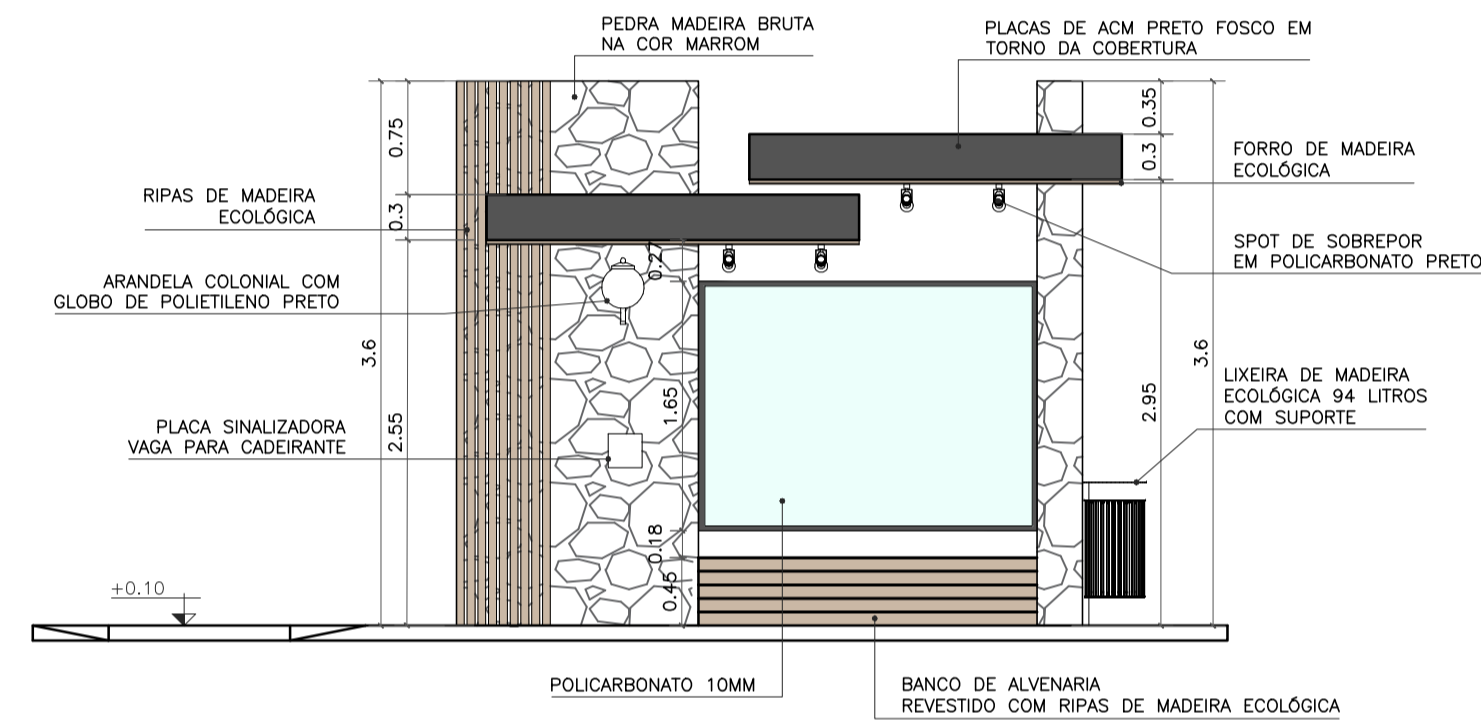 PEDRA MADEIRA BRUTA
NA COR MARROM
PLACAS DE ACM PRETO FOSCO EM
TORNO DA COBERTURA
0.75
0.35
0.3
FORRO DE MADEIRA
ECOLÓGICA
RIPAS DE MADEIRA
ECOLÓGICA
0.3
SPOT DE SOBREPOR
EM POLICARBONATO PRETO
0.27
ARANDELA COLONIAL COM
GLOBO DE POLIETILENO PRETO
3.6
3.6
LIXEIRA DE MADEIRA
ECOLÓGICA 94 LITROS
COM SUPORTE
1.65
2.95
2.55
PLACA SINALIZADORA
VAGA PARA CADEIRANTE
0.18
0.45
+0.10
POLICARBONATO 10MM
BANCO DE ALVENARIA
REVESTIDO COM RIPAS DE MADEIRA ECOLÓGICA